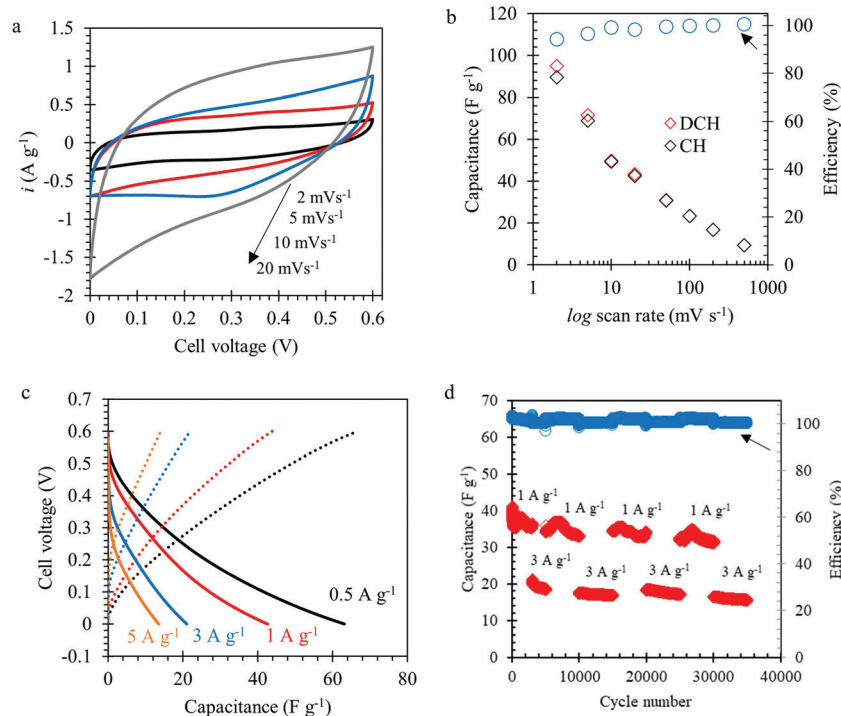 a
1.5
1
0.5
0
-0.5
-1
-1.5
-2
i (A g-1)
2 mVs-1
5 mVs-1
10 mVs-1
20 mVs-1
0 0.1 0.2 0.3 0.4 0.5 0.6
Cell voltage (V)
b
120
100
80
60
40
20
0
Capacitance (F g-1)
DCH
CH
100
80
60
40
20
0
Efficiency (%)
1 10 100 1000
log scan rate (mV s-1)
c
0.7
0.6
0.5
0.4
0.3
0.2
0.1
0
-0.1
Cell voltage (V)
0.5 A g-1
5 A g-1 3 A g-1 1 A g-1
0 20 40 60 80
Capacitance (F g-1)
d
70
60
50
40
30
20
10
0
Capacitance (F g-1)
1 A g-1
1 A g-1
1 A g-1
1 A g-1
3 A g-1
3 A g-1
3 A g-1
3 A g-1
100
80
60
40
20
0
Efficiency (%)
0 10000 20000 30000 40000
Cycle number